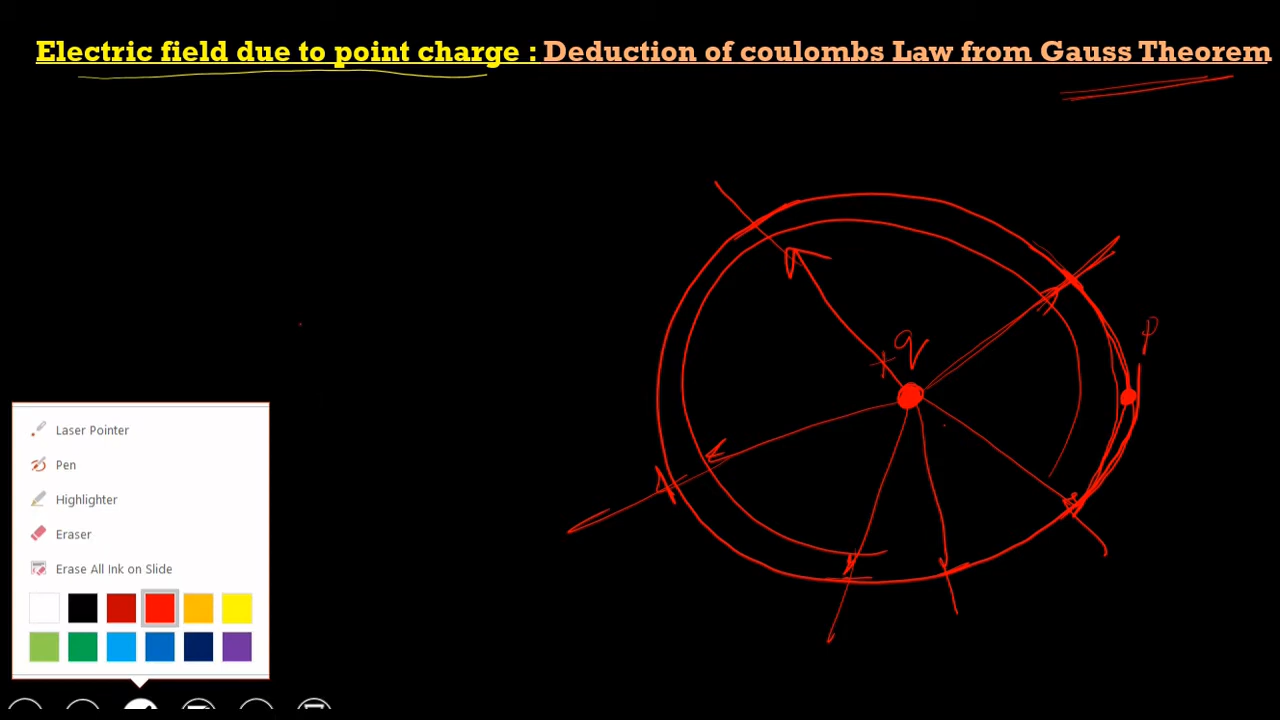 Electric field due to point charge : Deduction of coulombs Law from Gauss Theorem
P
+q
Laser Pointer
Pen
Highlighter
Eraser
Erase All Ink on Slide